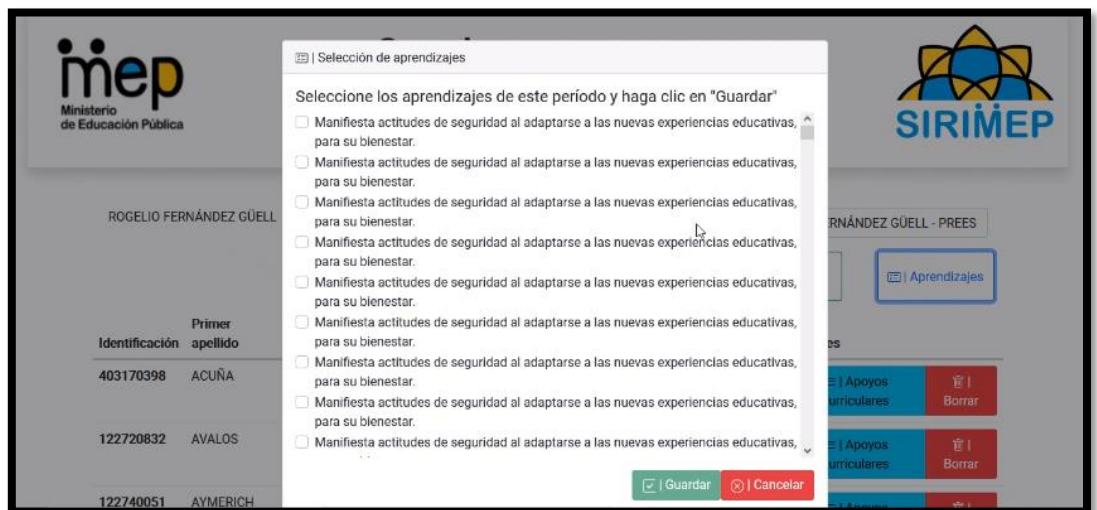 mep
Ministerio
de Educación Pública
SIRIMEP
| Selección de aprendizajes
Seleccione los aprendizajes de este período y haga clic en "Guardar"
Manifiesta actitudes de seguridad al adaptarse a las nuevas experiencias educativas,
para su bienestar.
Manifiesta actitudes de seguridad al adaptarse a las nuevas experiencias educativas,
para su bienestar.
Manifiesta actitudes de seguridad al adaptarse a las nuevas experiencias educativas,
para su bienestar.
Manifiesta actitudes de seguridad al adaptarse a las nuevas experiencias educativas,
para su bienestar.
Manifiesta actitudes de seguridad al adaptarse a las nuevas experiencias educativas,
para su bienestar.
Manifiesta actitudes de seguridad al adaptarse a las nuevas experiencias educativas,
para su bienestar.
Manifiesta actitudes de seguridad al adaptarse a las nuevas experiencias educativas,
para su bienestar.
Manifiesta actitudes de seguridad al adaptarse a las nuevas experiencias educativas,
para su bienestar.
Manifiesta actitudes de seguridad al adaptarse a las nuevas experiencias educativas,
| Guardar
| Cancelar
ROGELIO FERNÁNDEZ GÜELL
RNÁNDEZ GÜELL - PREES
| Aprendizajes
Primer
Identificación apellido
es
403170398 ACUÑA
| Apoyos
urriculares
|
Borrar
122720832 AVALOS
| Apoyos
urriculares
|
Borrar
122740051 AYMERICH